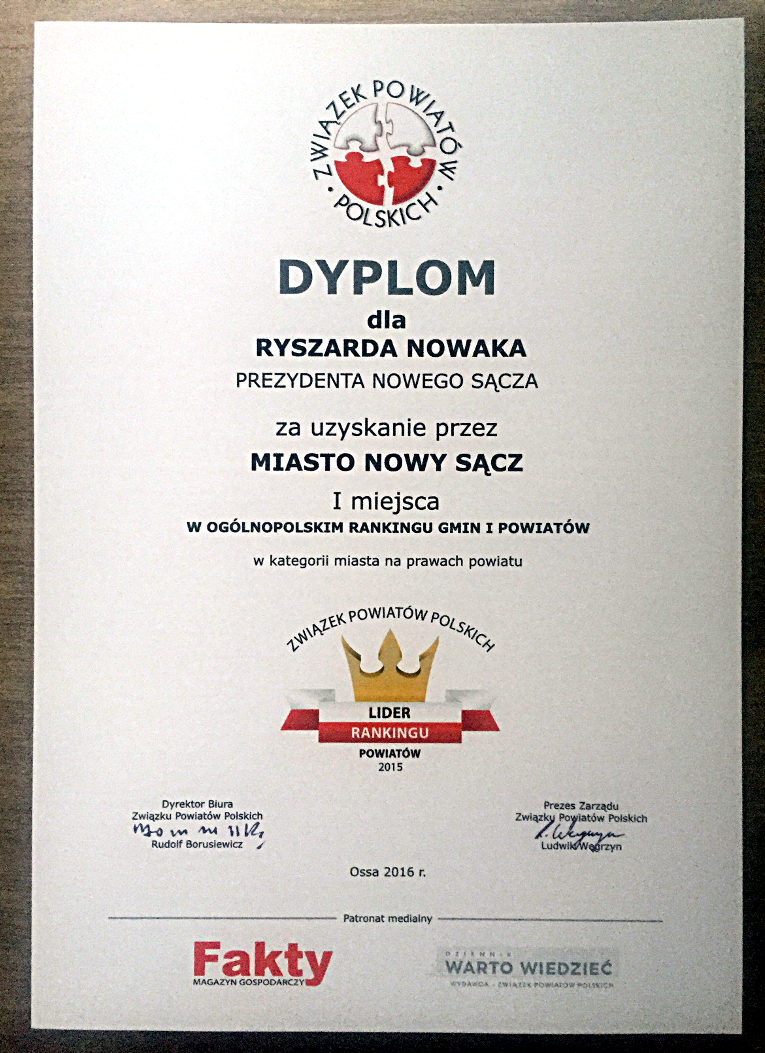 ZWIĄZEK POWIATÓW
• POLSKICH •
DYPLOM
dla
RYSZARDA NOWAKA
PREZYDENTA NOWEGO SĄCZA
za uzyskanie przez
MIASTO NOWY SĄCZ
I miejsca
W OGÓLNOPOLSKIM RANKINGU GMIN I POWIATÓW
w kategorii miasta na prawach powiatu
ZWIĄZEK POWIATÓW POLSKICH
LIDER
RANKINGU
POWIATÓW
2015
Dyrektor Biura
Związku Powiatów Polskich
Rudolf Borusiewicz
Prezes Zarządu
Związku Powiatów Polskich
Ludwik Węgrzyn
Ossa 2016 r.
Patronat medialny
Fakty
MAGAZYN GOSPODARCZY
DZIENNIK
WARTO WIEDZIEĆ
WYDAWCA - ZWIĄZEK POWIATÓW POLSKICH